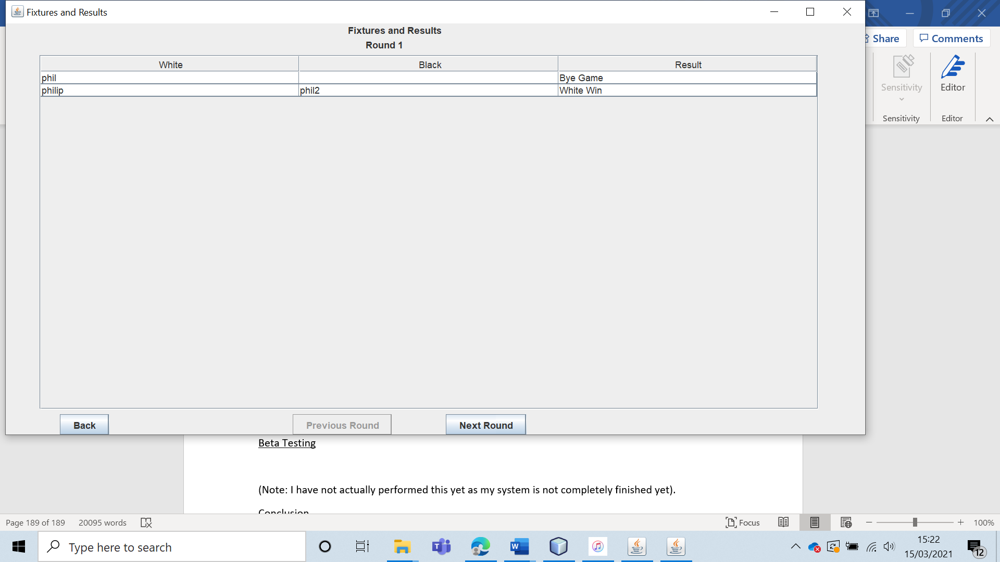 Fixtures and Results
Share
Comments
Fixtures and Results
Round 1
White Black Result
phil Bye Game
philip phil2 White Win
Sensitivity
Editor
Sensitivity
Editor
Back
Previous Round
Next Round
Beta Testing
(Note: I have not actually performed this yet as my system is not completely finished yet).
Conclusion
Page 189 of 189 20095 words
Focus
100%
Type here to search
15:22
15/03/2021
12